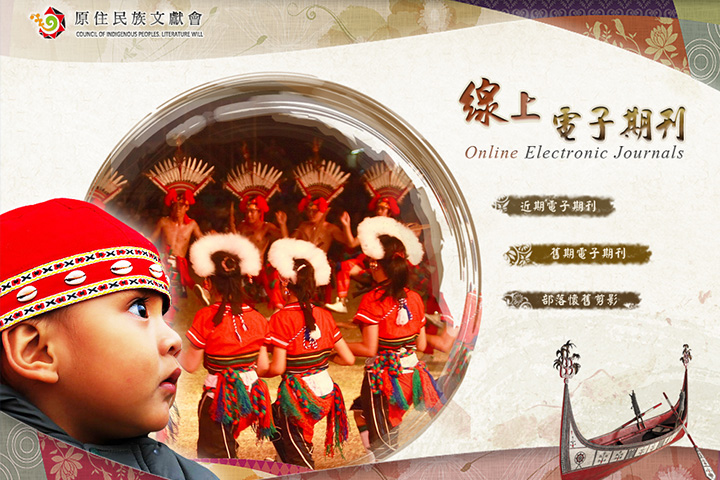 原住民族文獻會
COUNCIL OF INDIGENOUS PEOPLES. LITERATURE WILL
線上電子期刊
Online Electronic Journals
近期電子期刊
舊期電子期刊
部落懷舊剪影